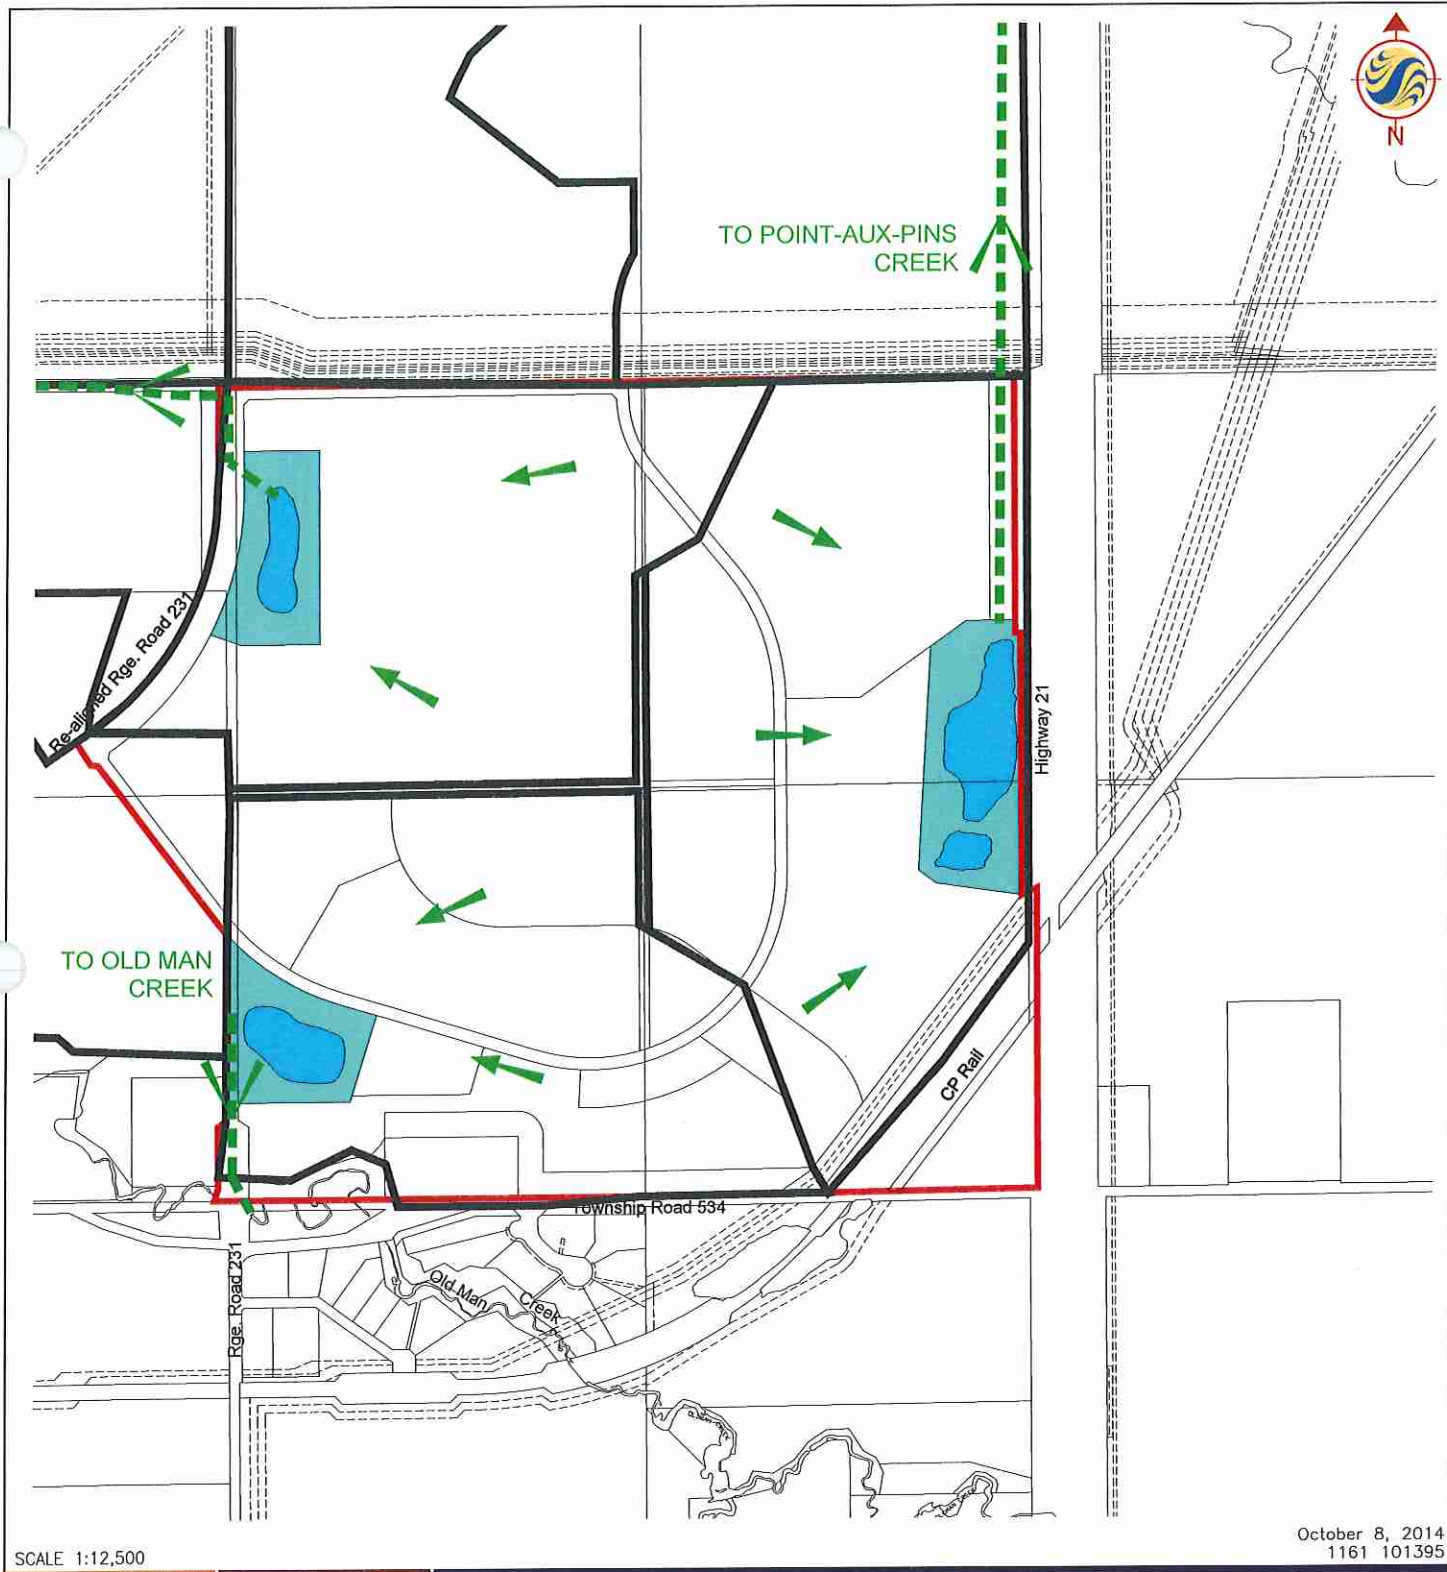 N
TO POINT-AUX-PINS
CREEK
Re-aligned Rge. Road 231
Highway 21
TO OLD MAN
CREEK
CP Rail
Township Road 534
Rge. Road 231
Old Man
Creek
SCALE 1:12,500
October 8, 2014
1161 101395